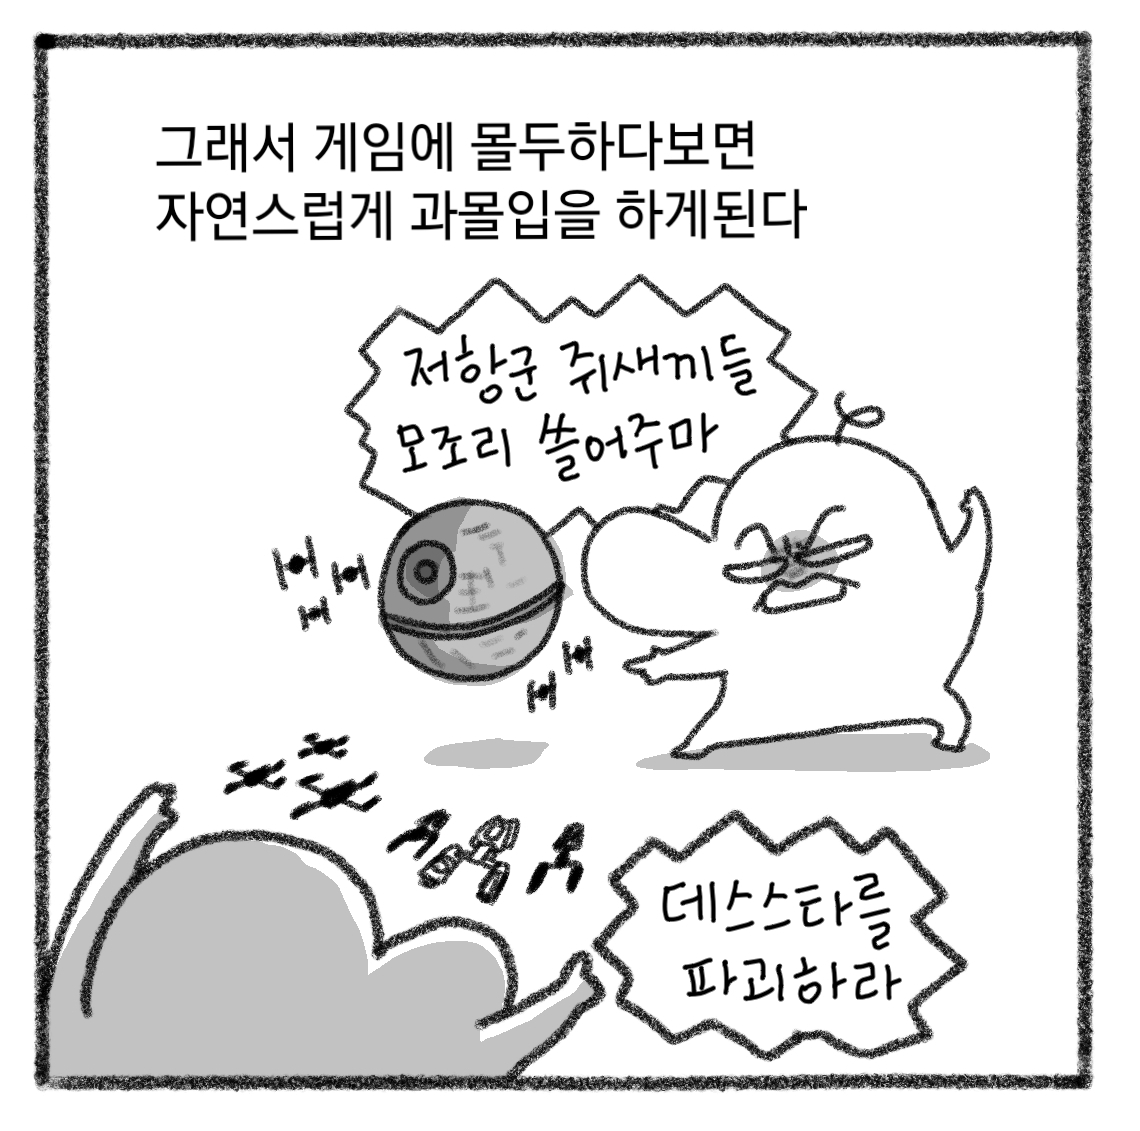 그래서 게임에 몰두하다보면
자연스럽게 과몰입을 하게된다
저항군 쥐새끼들
모조리 쓸어주마
데스스타를
파괴하라